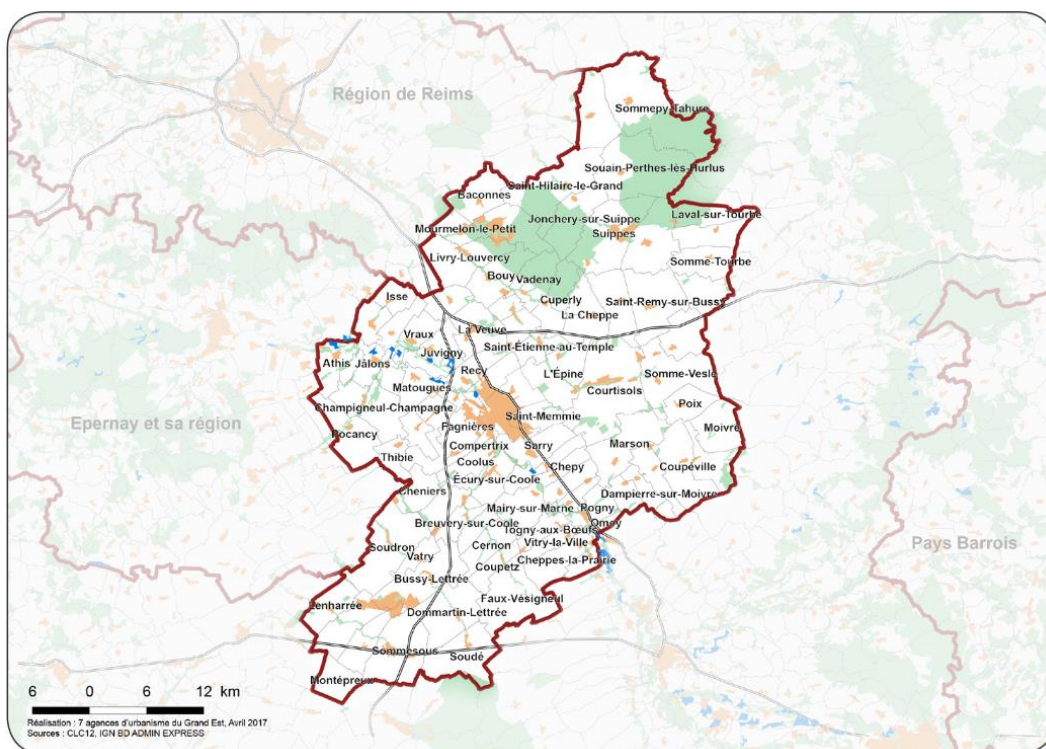 Région de Reims
Sommepy-Tahure
Souain-Perthes-lès-Hurlus
Saint-Hilaire-le-Grand
Baconnes
Jonchery-sur-Suippe
Laval-sur-Tourbe
Mourmelon-le-Petit
Suippes
Livry-Louvercy
Somme-Tourbe
Bouy
Vadenay
Isse
Cuperly
Saint-Remy-sur-Bussy
La Cheppe
Vraux
La Veuve
Saint-Étienne-au-Temple
Juvigny
Athis
Jâlons
Recy
L'Épine
Somme-Vesle
Matougues
Courtisols
Champigneul-Champagne
Poix
Saint-Memmie
Epernay et sa région
Fagnières
Moivre
Pocancy
Compertrix
Sarry
Marson
Thibie
Coolus
Chepy
Coupéville
Écury-sur-Coole
Cheniers
Dampierre-sur-Moivre
Mairy-sur-Marne
Pogny
Breuvery-sur-Coole
Omey
Togny-aux-Bœufs
Soudron
Cernon
Vitry-la-Ville
Pays Barrois
Vatry
Coupetz
Cheppes-la-Prairie
Bussy-Lettrée
Faux-Vésigneul
Lenharrée
Dommartin-Lettrée
Sommesous
Soudé
Montépreux
6 0 6 12 km
Réalisation : 7 agences d'urbanisme du Grand Est, Avril 2017
Sources : CLC12, IGN BD ADMIN EXPRESS